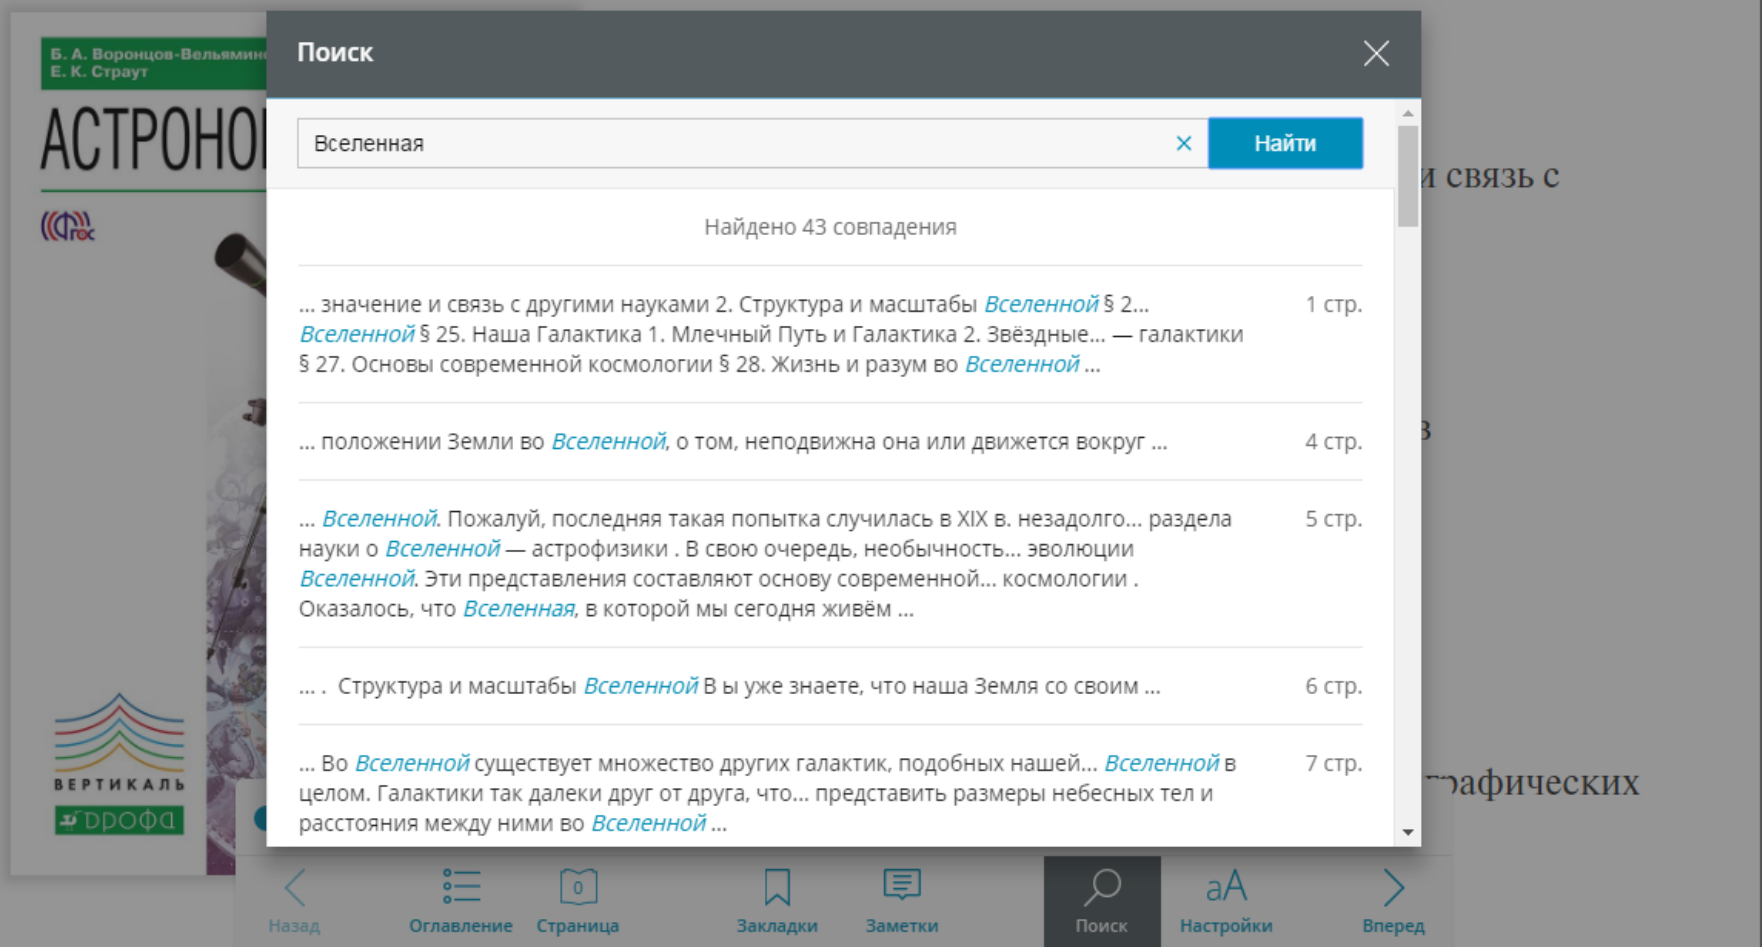 Б. А. Воронцов-Вельямино
Е. К. Страут
АСТРОНО
ФГОС
ВЕРТИКАЛЬ
дрофа
Поиск
Вселенная
Найти
и связь с
в
графических
Найдено 43 совпадения
... значение и связь с другими науками 2. Структура и масштабы Вселенной § 2... 1 стр.
Вселенной § 25. Наша Галактика 1. Млечный Путь и Галактика 2. Звёздные... — галактики
§ 27. Основы современной космологии § 28. Жизнь и разум во Вселенной ...
... положении Земли во Вселенной, о том, неподвижна она или движется вокруг ... 4 стр.
... Вселенной. Пожалуй, последняя такая попытка случилась в XIX в. незадолго... раздела 5 стр.
науки о Вселенной — астрофизики . В свою очередь, необычность... эволюции
Вселенной. Эти представления составляют основу современной... космологии .
Оказалось, что Вселенная, в которой мы сегодня живём ...
... . Структура и масштабы Вселенной В ы уже знаете, что наша Земля со своим ... 6 стр.
... Во Вселенной существует множество других галактик, подобных нашей... Вселенной в 7 стр.
целом. Галактики так далеки друг от друга, что... представить размеры небесных тел и
расстояния между ними во Вселенной ...
0
аА
Назад Оглавление Страница Закладки Заметки Поиск Настройки Вперед